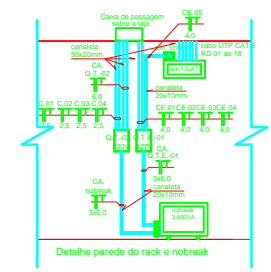 Caixa de passagem
sobre a laje
CE.05
4,0
canaleta
50x20mm
cabo UTP CAT.6
RD 01 ao 18
CA.
Q.T.-02
6,0
canaleta
20x10mm
C.01 C.02 C.03 C.04
2,5 2,5 2,5 2,5
CE.01 CE.02 CE.03 CE.04
4,0 4,0 4,0 4,0
Q.T.-02
Q.T.E.-01
CA.
Q.T.E.-01
3x6,0
CA.
nobreak
3x6,0
canaleta
20x10mm
nobreak
3.500VA
Detalhe parede do rack e nobreak